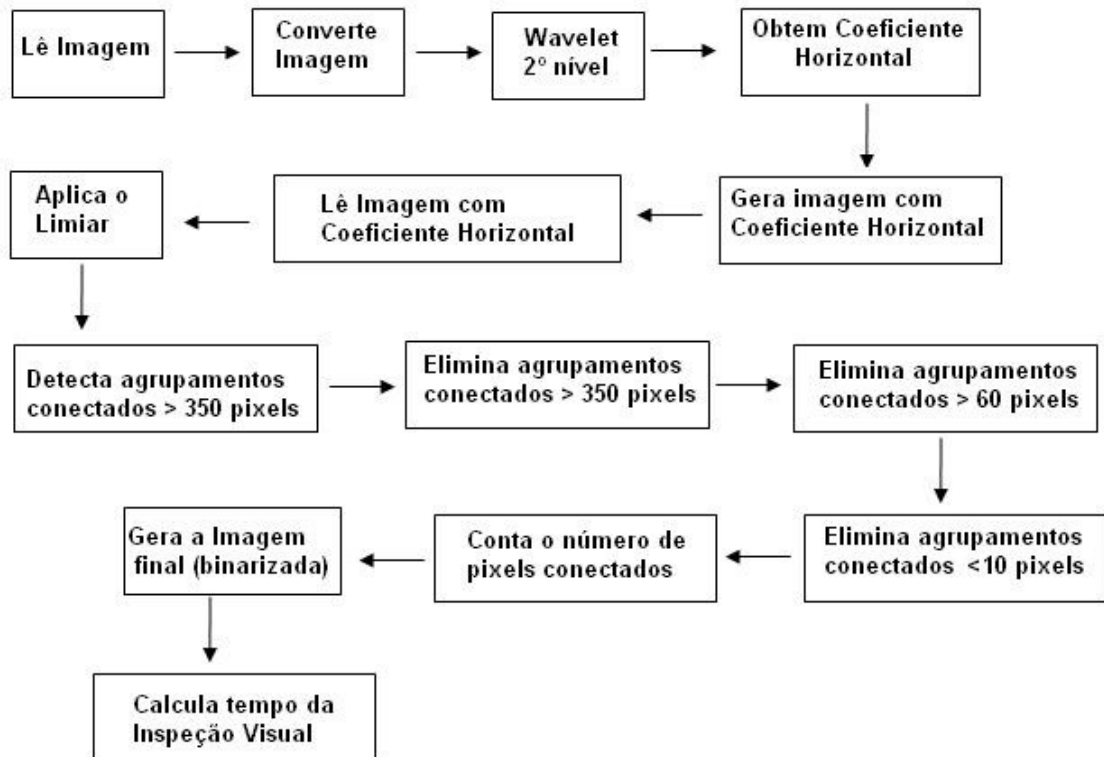 Lê Imagem
Converte
Imagem
Wavelet
2º nível
Obtem Coeficiente
Horizontal
Gera imagem com
Coeficiente Horizontal
Lê Imagem com
Coeficiente Horizontal
Aplica o
Limiar
Detecta agrupamentos
conectados > 350 pixels
Elimina agrupamentos
conectados > 350 pixels
Elimina agrupamentos
conectados > 60 pixels
Elimina agrupamentos
conectados <10 pixels
Conta o número de
pixels conectados
Gera a Imagem
final (binarizada)
Calcula tempo da
Inspeção Visual